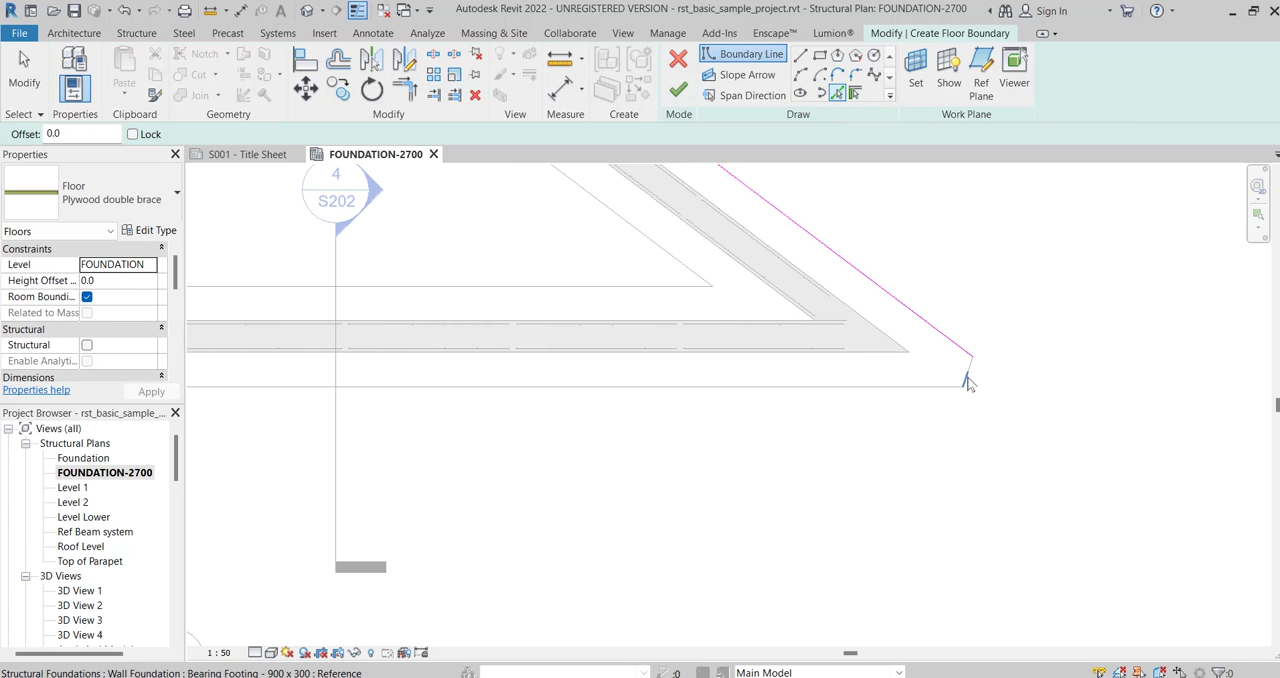 Autodesk Revit 2022 - UNREGISTERED VERSION - rst_basic_sample_project.rvt - Structural Plan: FOUNDATION-2700
Sign In
File Architecture Structure Steel Precast Systems Insert Annotate Analyze Massing & Site Collaborate View Manage Add-Ins Enscape™ Lumion® Modify | Create Floor Boundary
Modify
Paste
Notch
Cut
Join
Boundary Line
Slope Arrow
Span Direction
Set Show Ref Plane Viewer
Select Properties Clipboard Geometry Modify View Measure Create Mode Draw Work Plane
Offset: 0.0 Lock
Properties
S001 - Title Sheet FOUNDATION-2700
Floor
Plywood double brace
Floors Edit Type
Constraints
Level FOUNDATION
Height Offset ... 0.0
Room Boundi...
Related to Mass
Structural
Structural
Enable Analyti...
Dimensions
Properties help Apply
Project Browser - rst_basic_sample_...
Views (all)
Structural Plans
Foundation
FOUNDATION-2700
Level 1
Level 2
Level Lower
Ref Beam system
Roof Level
Top of Parapet
3D Views
3D View 1
3D View 2
3D View 3
3D View 4
4
S202
1 : 50
Structural Foundations : Wall Foundation : Bearing Footing - 900 x 300 : Reference
:0
Main Model
:0